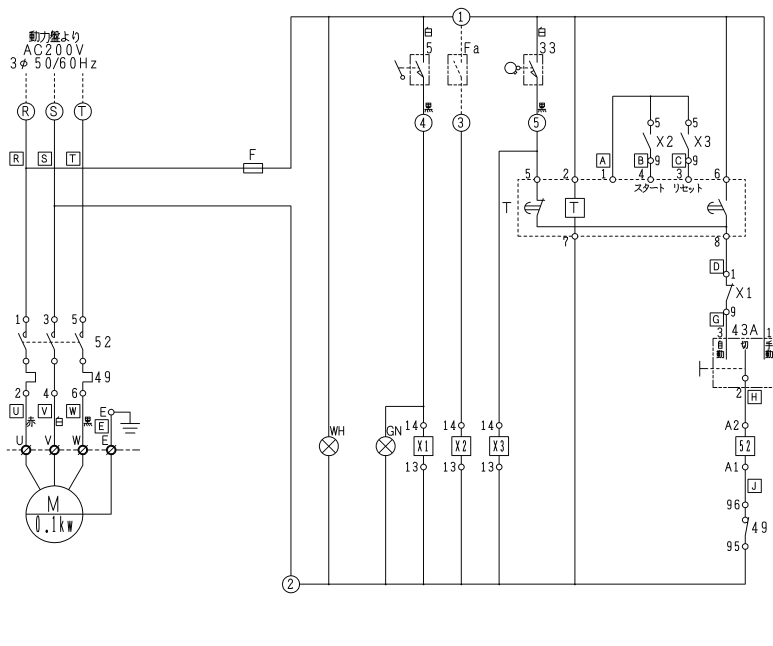 1
動力盤より
AC200V
3φ 50/60Hz
白
白
5
Fa
33
R
S
T
黒
黒
4
3
5
5
5
X2
X3
R
S
T
F
A
B
9
C
9
5
2
1
4
3
6
スタート
リセット
T
T
7
8
D
1
X1
G
9
1
3
5
3
43A
1
52
自動
切
手動
49
2
4
6
2
H
U
V
W
E
E
赤
白
黒
14
14
14
A2
U
V
W
E
WH
GN
X1
X2
X3
52
13
13
13
A1
J
M
0.1kw
96
49
95
2